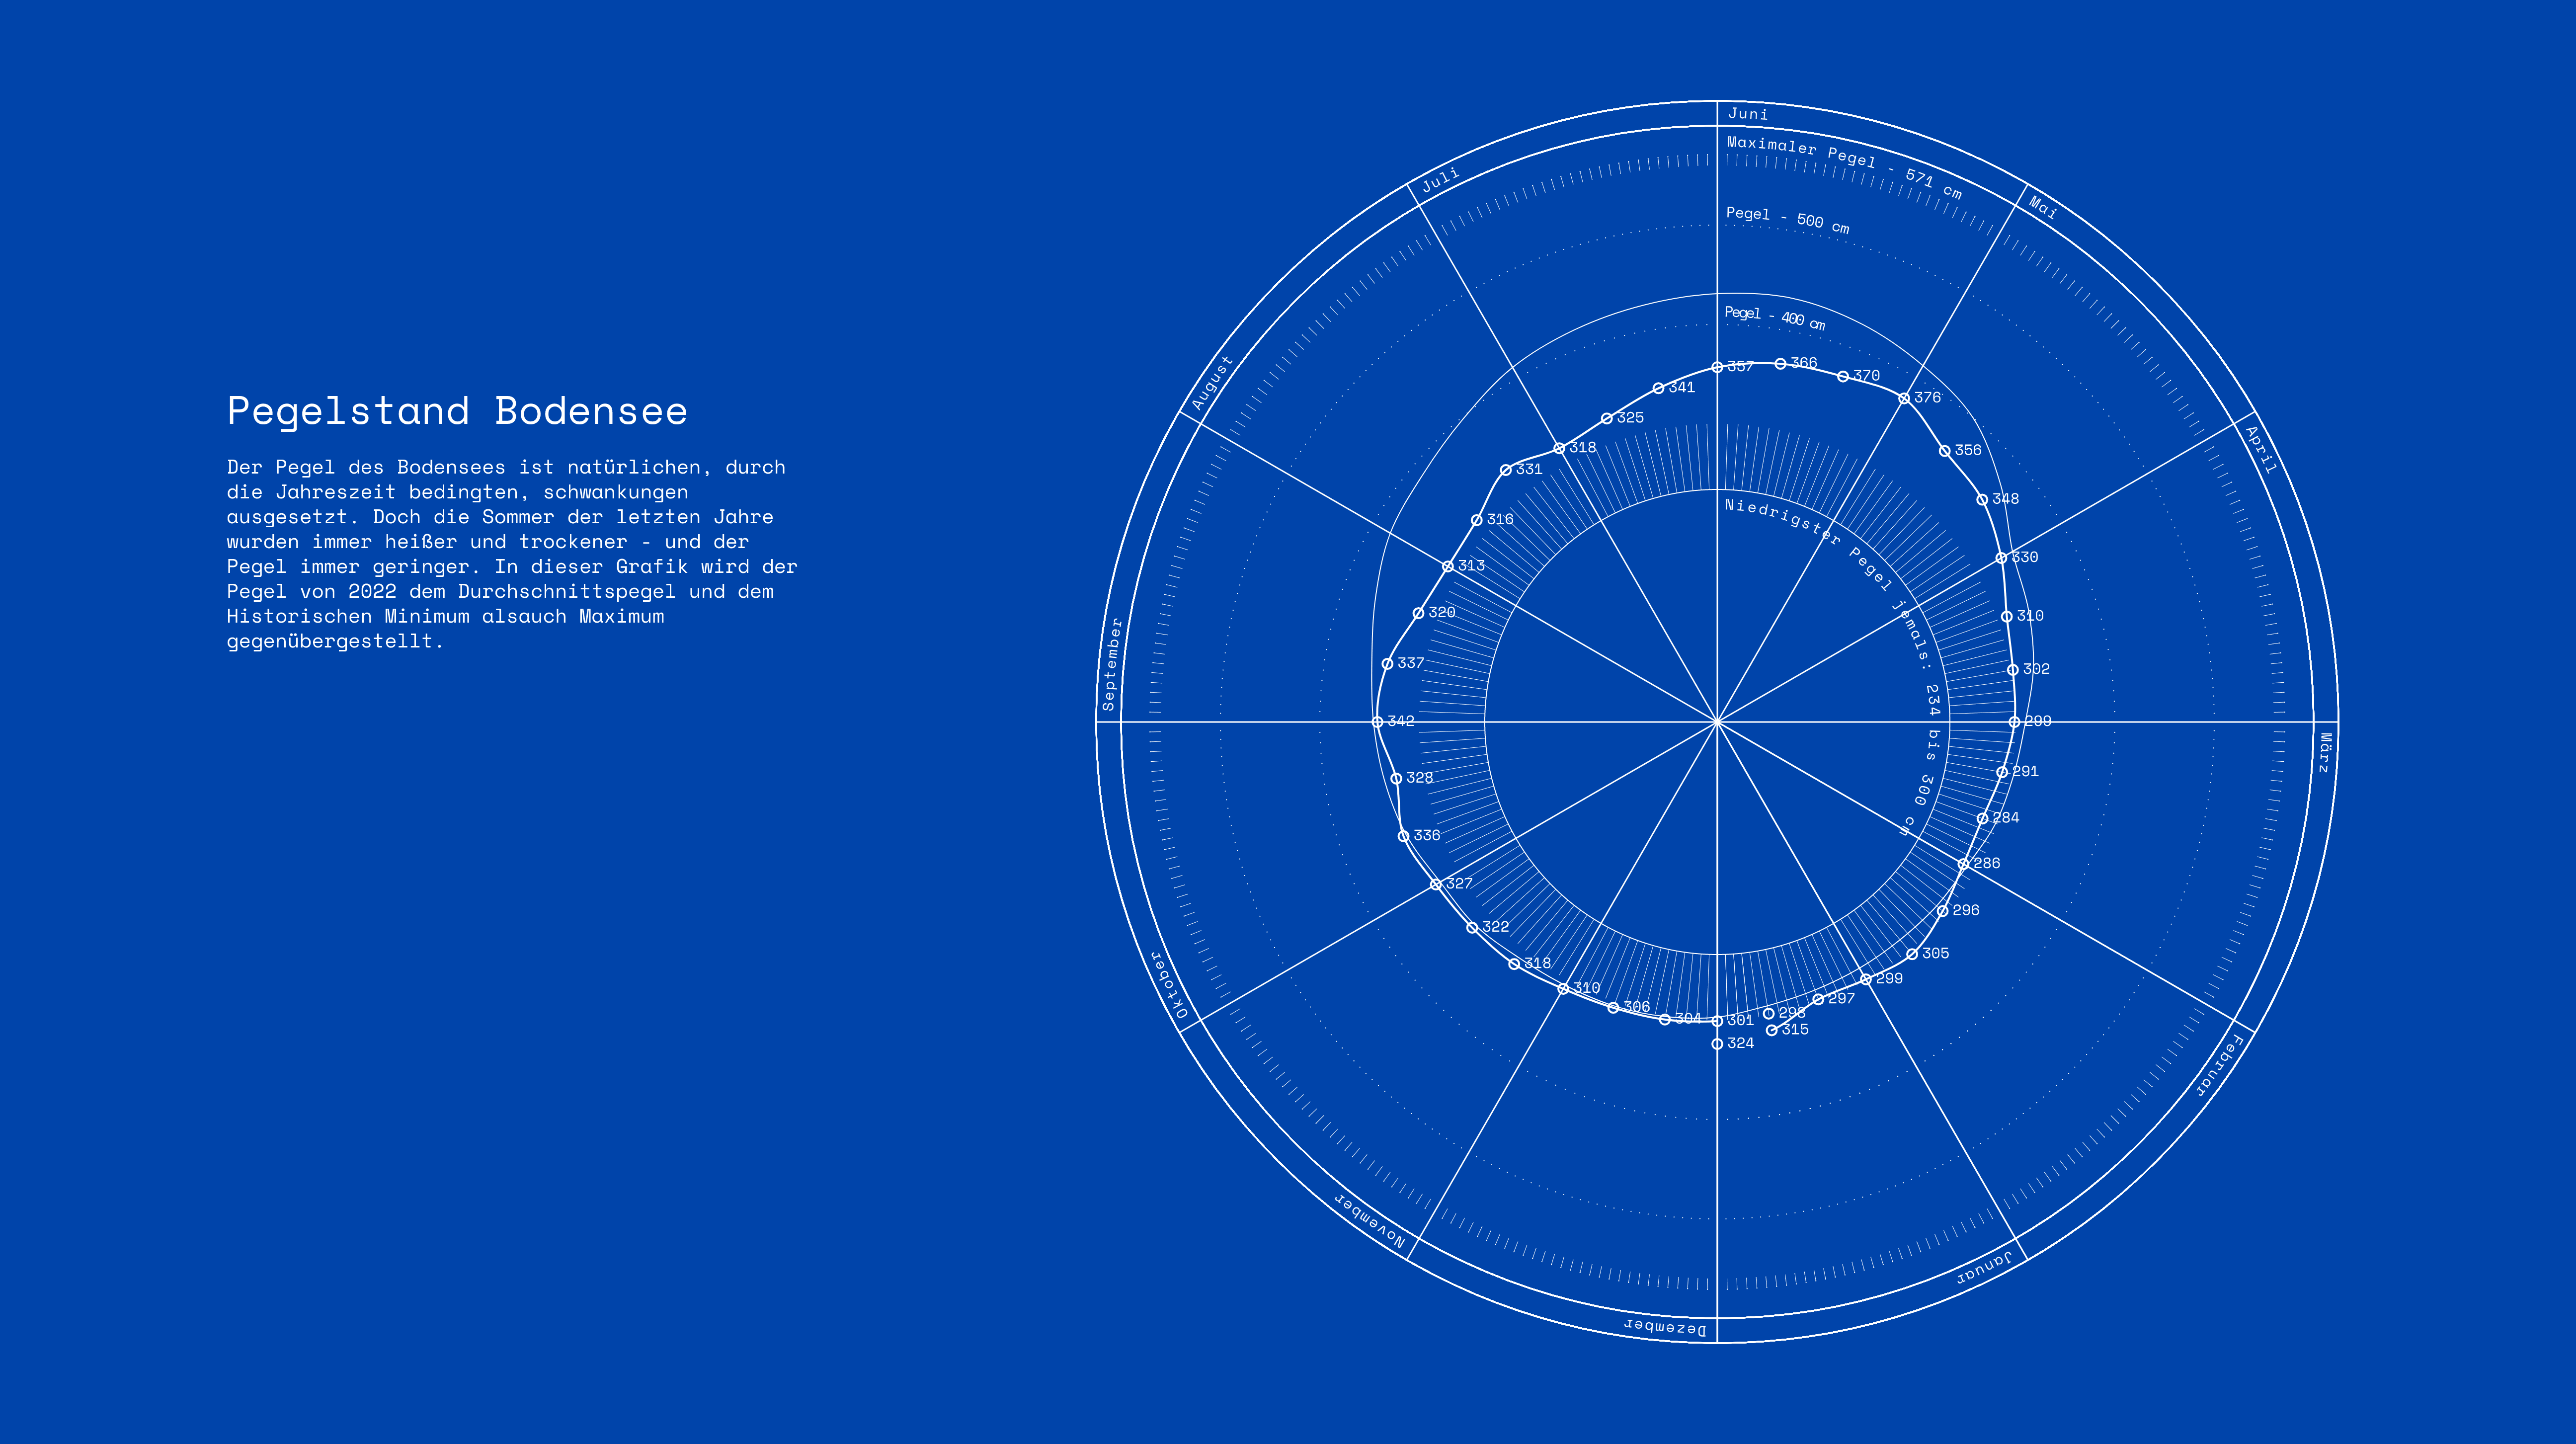 Pegelstand Bodensee
Der Pegel des Bodensees ist natürlichen, durch
die Jahreszeit bedingten, schwankungen
ausgesetzt. Doch die Sommer der letzten Jahre
wurden immer heißer und trockener - und der
Pegel immer geringer. In dieser Grafik wird der
Pegel von 2022 dem Durchschnittspegel und dem
Historischen Minimum alsauch Maximum
gegenübergestellt.
Juni
Mai
April
März
Februar
Januar
Dezember
November
Oktober
September
August
Juli
Maximaler Pegel - 571 cm
Pegel - 500 cm
Pegel - 400 cm
Niedrigster Pegel jemals: 234 bis 300 cm
357
366
370
376
356
348
330
310
302
299
291
284
286
296
305
299
297
315
298
324
301
304
306
310
318
322
327
336
328
342
337
320
313
316
331
318
325
341